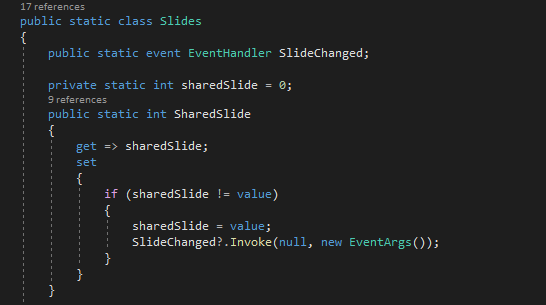 17 references
public static class Slides
{
public static event EventHandler SlideChanged;
private static int sharedSlide = 0;
9 references
public static int SharedSlide
{
get => sharedSlide;
set
{
if (sharedSlide != value)
{
sharedSlide = value;
SlideChanged?.Invoke(null, new EventArgs());
}
}
}